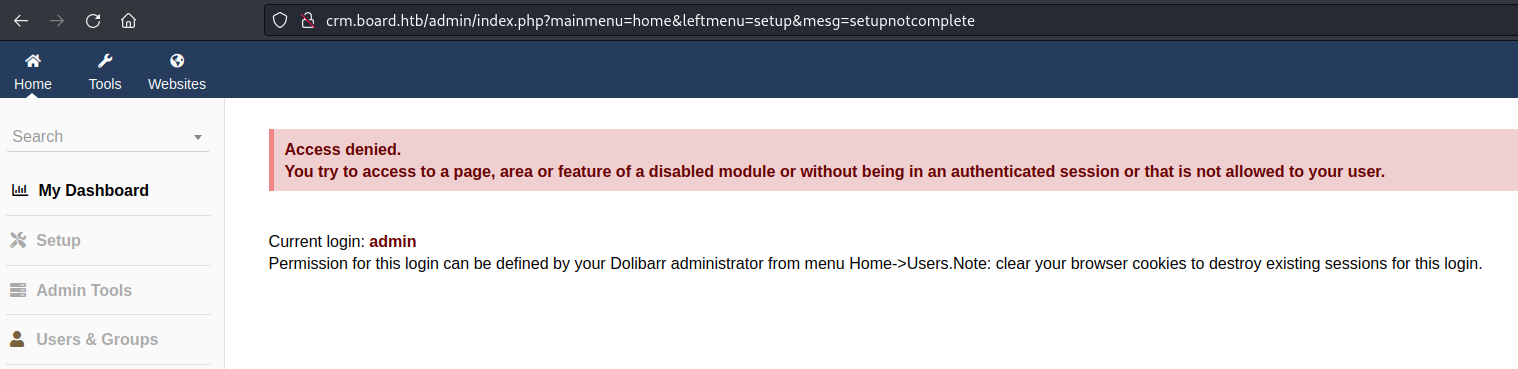 crm.board.htb/admin/index.php?mainmenu=home&leftmenu=setup&mesg=setupnotcomplete
Home Tools Websites
Search
My Dashboard
Setup
Admin Tools
Users & Groups
Access denied.
You try to access to a page, area or feature of a disabled module or without being in an authenticated session or that is not allowed to your user.
Current login: admin
Permission for this login can be defined by your Dolibarr administrator from menu Home->Users.Note: clear your browser cookies to destroy existing sessions for this login.